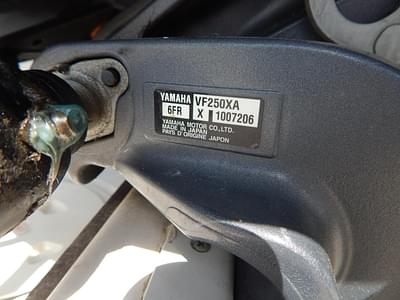 YAMAHA VF250XA
6FR X 1007206
YAMAHA MOTOR CO., LTD.
MADE IN JAPAN
PAYS D'ORIGINE JAPON